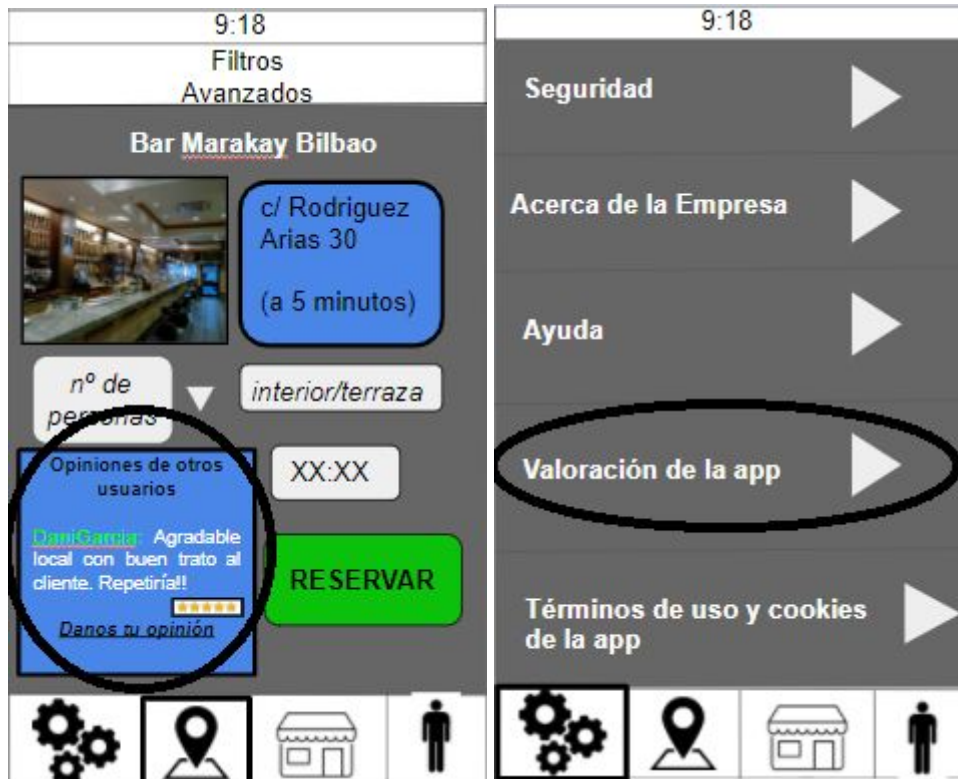 9:18
Filtros
Avanzados
Bar Marakay Bilbao
c/ Rodriguez
Arias 30
(a 5 minutos)
nº de
personas
interior/terraza
Opiniones de otros
usuarios
DaniGarcia: Agradable
local con buen trato al
cliente. Repetiría!!
Danos tu opinión
XX:XX
RESERVAR
9:18
Seguridad
Acerca de la Empresa
Ayuda
Valoración de la app
Términos de uso y cookies
de la app